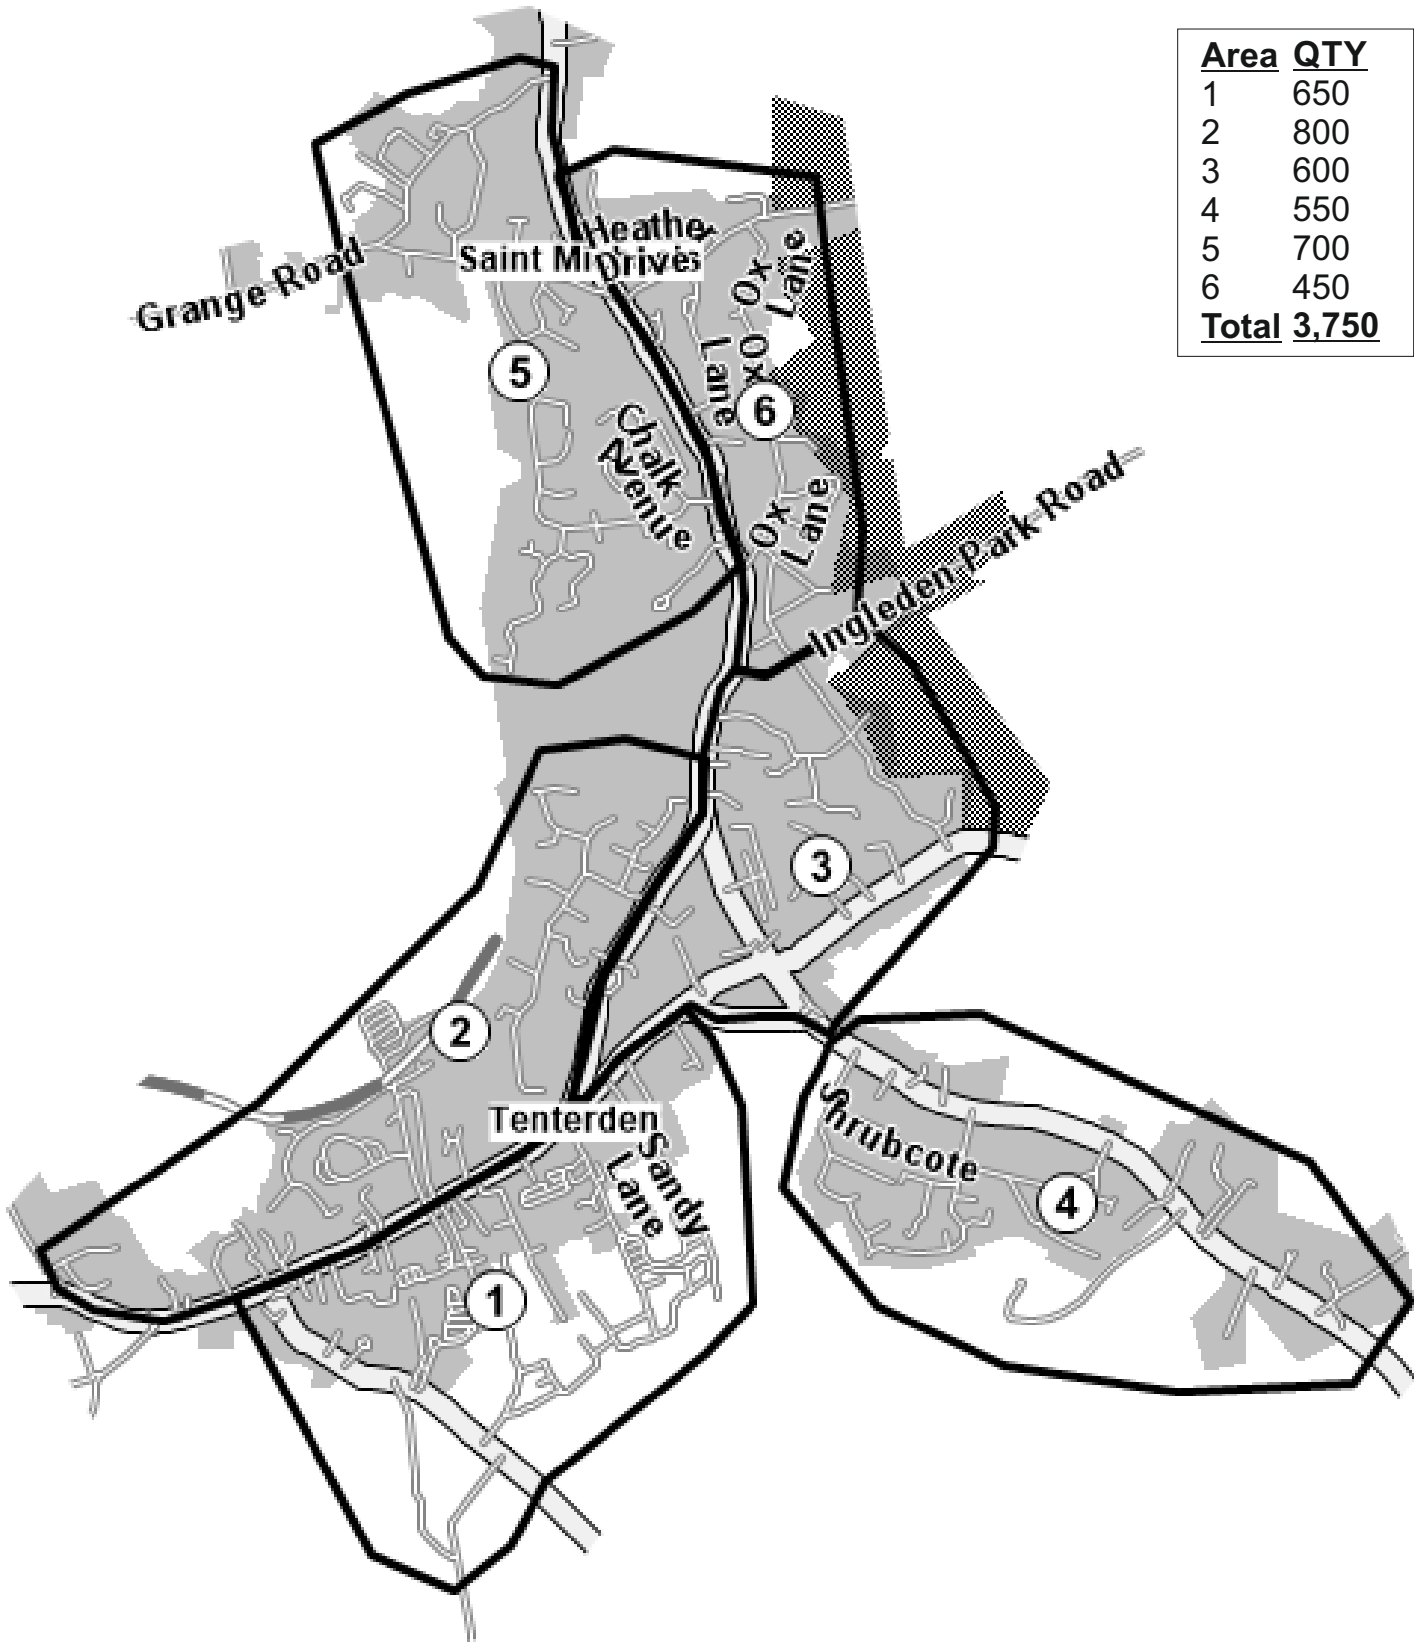 Area QTY
1 650
2 800
3 600
4 550
5 700
6 450
Total 3,750
Heather
Drives
Saint Mi
Grange Road
Ox
Lane
Ox
Lane
5
6
Chalk
Avenue
Ox
Lane
Ingleden Park Road
3
2
Tenterden
Shrubcote
Sandy
Lane
4
1